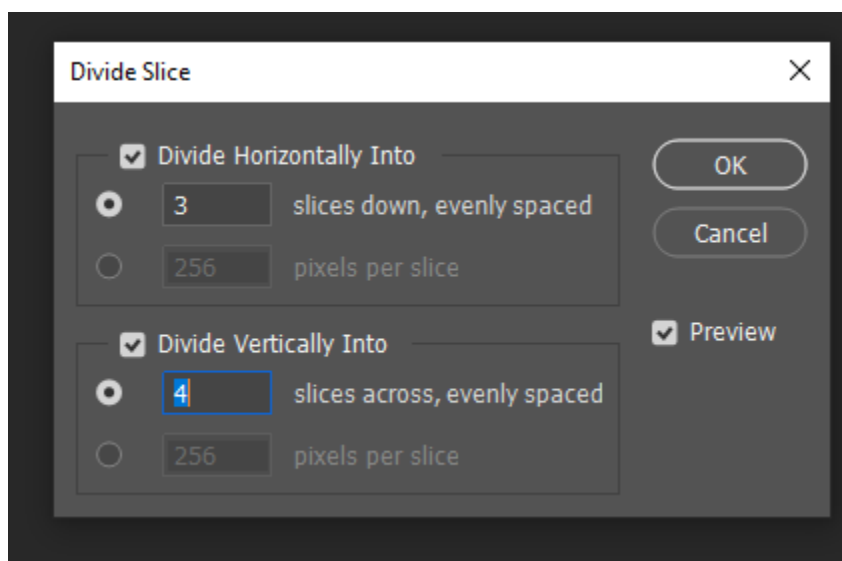 Divide Slice
Divide Horizontally Into
3 slices down, evenly spaced
256 pixels per slice
Divide Vertically Into
4 slices across, evenly spaced
256 pixels per slice
OK
Cancel
Preview